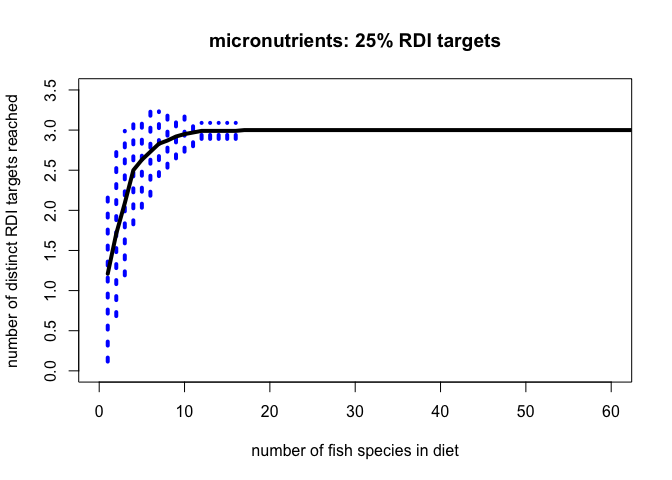 micronutrients: 25% RDI targets
number of distinct RDI targets reached
3.5
3.0
2.5
2.0
1.5
1.0
0.5
0.0
0 10 20 30 40 50 60
number of fish species in diet